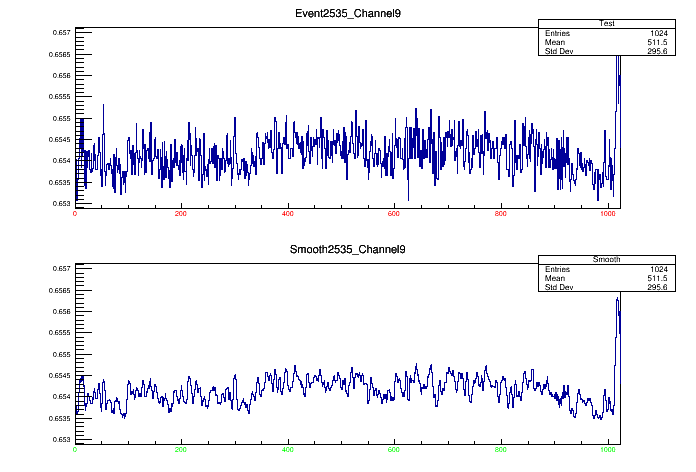 Event2535_Channel9
Test
Entries 1024
Mean 511.5
Std Dev 295.6
0.657
0.6565
0.656
0.6555
0.655
0.6545
0.654
0.6535
0.653
0 200 400 600 800 1000
Smooth2535_Channel9
Smooth
Entries 1024
Mean 511.5
Std Dev 295.6
0.657
0.6565
0.656
0.6555
0.655
0.6545
0.654
0.6535
0.653
0 200 400 600 800 1000